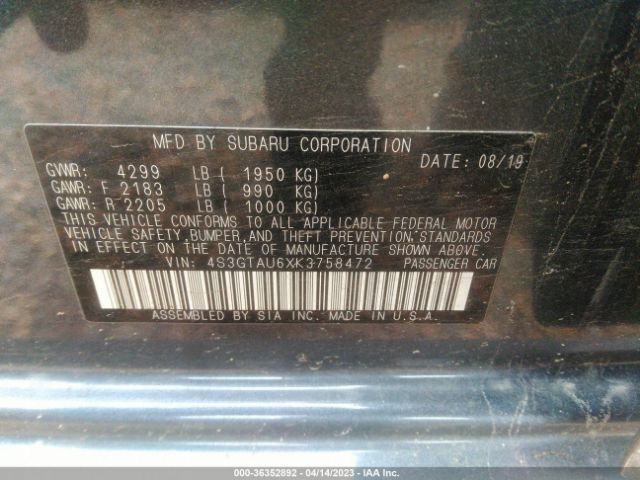 MFD BY SUBARU CORPORATION
DATE: 08/19
GVWR: 4299 LB ( 1950 KG)
GAWR: F 2183 LB ( 990 KG)
GAWR: R 2205 LB ( 1000 KG)
THIS VEHICLE CONFORMS TO ALL APPLICABLE FEDERAL MOTOR
VEHICLE SAFETY, BUMPER, AND THEFT PREVENTION STANDARDS
IN EFFECT ON THE DATE OF MANUFACTURE SHOWN ABOVE.
VIN: 4S3GTAU6XK3758472 PASSENGER CAR
ASSEMBLED BY SIA INC. MADE IN U.S.A.
000-36352892 - 04/14/2023 - IAA Inc.